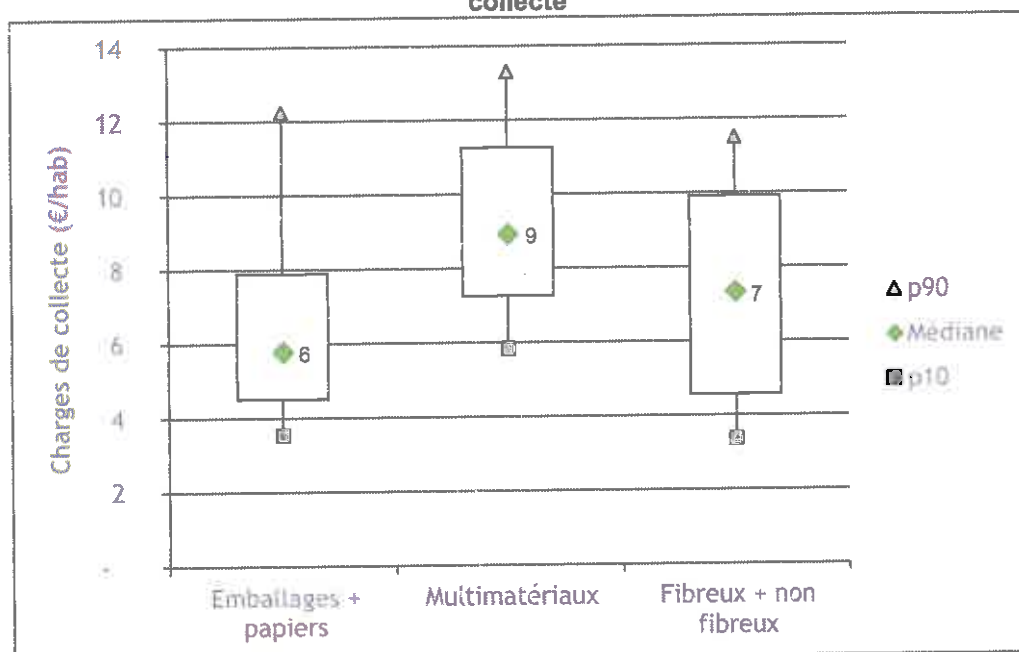 collecte
Charges de collecte (€/hab)
14
12
10
8
6
4
2
-
6
9
7
Emballages +
papiers
Multimatériaux
Fibreux + non
fibreux
p90
Médiane
p10